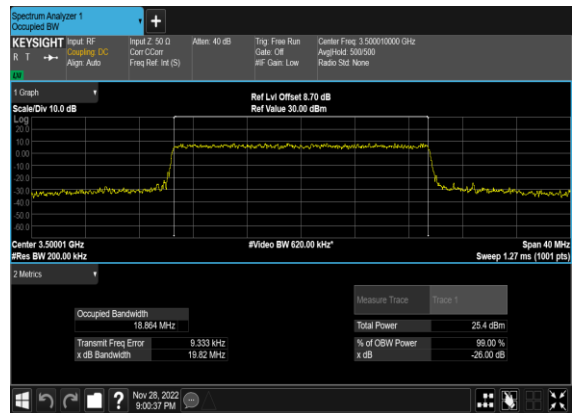 Spectrum Analyzer 1
Occupied BW
+
KEYSIGHT Input: RF Input Z: 50 Ω Atten: 40 dB Trig: Free Run Center Freq: 3.500010000 GHz
R T Coupling: DC Corr CCorr Gate: Off Avg|Hold: 500/500
Align: Auto Freq Ref: Int (S) #IF Gain: Low Radio Std: None
LW
1 Graph
Scale/Div 10.0 dB
Ref Lvl Offset 8.70 dB
Ref Value 30.00 dBm
Log
20.0
10.0
0.00
-10.0
-20.0
-30.0
-40.0
-50.0
-60.0
Center 3.50001 GHz #Video BW 620.00 kHz* Span 40 MHz
#Res BW 200.00 kHz Sweep 1.27 ms (1001 pts)
2 Metrics
Measure Trace Trace 1
Occupied Bandwidth
18.864 MHz
Total Power 25.4 dBm
Transmit Freq Error 9.333 kHz % of OBW Power 99.00 %
x dB Bandwidth 19.82 MHz x dB -26.00 dB
?
Nov 28, 2022
9:00:37 PM